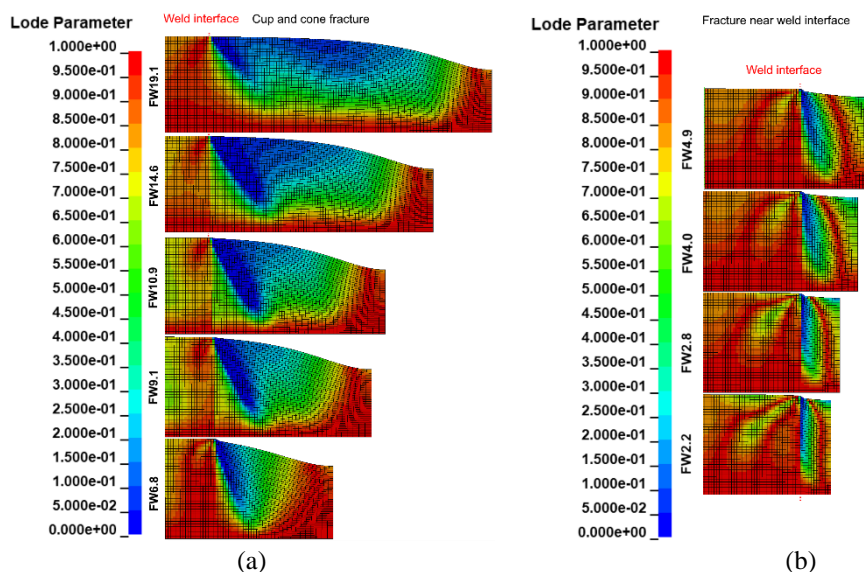 Lode Parameter
1.000e+00
9.500e-01
9.000e-01
8.500e-01
8.000e-01
7.500e-01
7.000e-01
6.500e-01
6.000e-01
5.500e-01
5.000e-01
4.500e-01
4.000e-01
3.500e-01
3.000e-01
2.500e-01
2.000e-01
1.500e-01
1.000e-01
5.000e-02
0.000e+00
Weld interface
Cup and cone fracture
FW19.1
FW14.6
FW10.9
FW9.1
FW6.8
(a)
Lode Parameter
1.000e+00
9.500e-01
9.000e-01
8.500e-01
8.000e-01
7.500e-01
7.000e-01
6.500e-01
6.000e-01
5.500e-01
5.000e-01
4.500e-01
4.000e-01
3.500e-01
3.000e-01
2.500e-01
2.000e-01
1.500e-01
1.000e-01
5.000e-02
0.000e+00
Fracture near weld interface
Weld interface
FW4.9
FW4.0
FW2.8
FW2.2
(b)